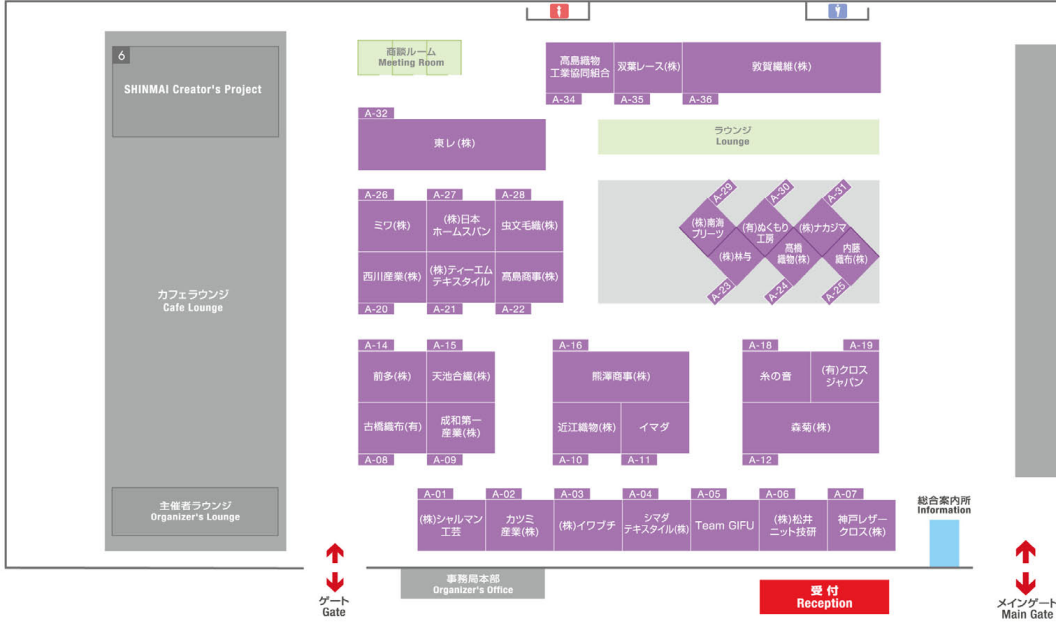 6
SHINMAI Creator's Project
カフェラウンジ
Cafe Lounge
主催者ラウンジ
Organizer's Lounge
商談ルーム
Meeting Room
高島織物
工業協同組合
双葉レース(株)
敦賀繊維(株)
A-34
A-35
A-36
A-32
東レ(株)
ラウンジ
Lounge
A-26
A-27
A-28
ミワ(株)
(株)日本
ホームスパン
虫文毛織(株)
西川産業(株)
(株)ティーエム
テキスタイル
髙島商事(株)
A-20
A-21
A-22
A-29
A-30
A-31
(株)南海
プリーツ
(有)ぬくもり
工房
(株)ナカジマ
(株)林与
髙橋
織物(株)
内藤
織布(株)
A-23
A-24
A-25
A-14
A-15
前多(株)
天池合繊(株)
古橋織布(有)
成和第一
産業(株)
A-08
A-09
A-16
熊澤商事(株)
近江織物(株)
イマダ
A-10
A-11
A-18
A-19
糸の音
(有)クロス
ジャパン
森菊(株)
A-12
A-01
A-02
A-03
A-04
A-05
A-06
A-07
(株)シャルマン
工芸
カツミ
産業(株)
(株)イワブチ
シマダ
テキスタイル(株)
Team GIFU
(株)松井
ニット技研
神戸レザー
クロス(株)
総合案内所
Information
ゲート
Gate
事務局本部
Organizer's Office
受付
Reception
メインゲート
Main Gate